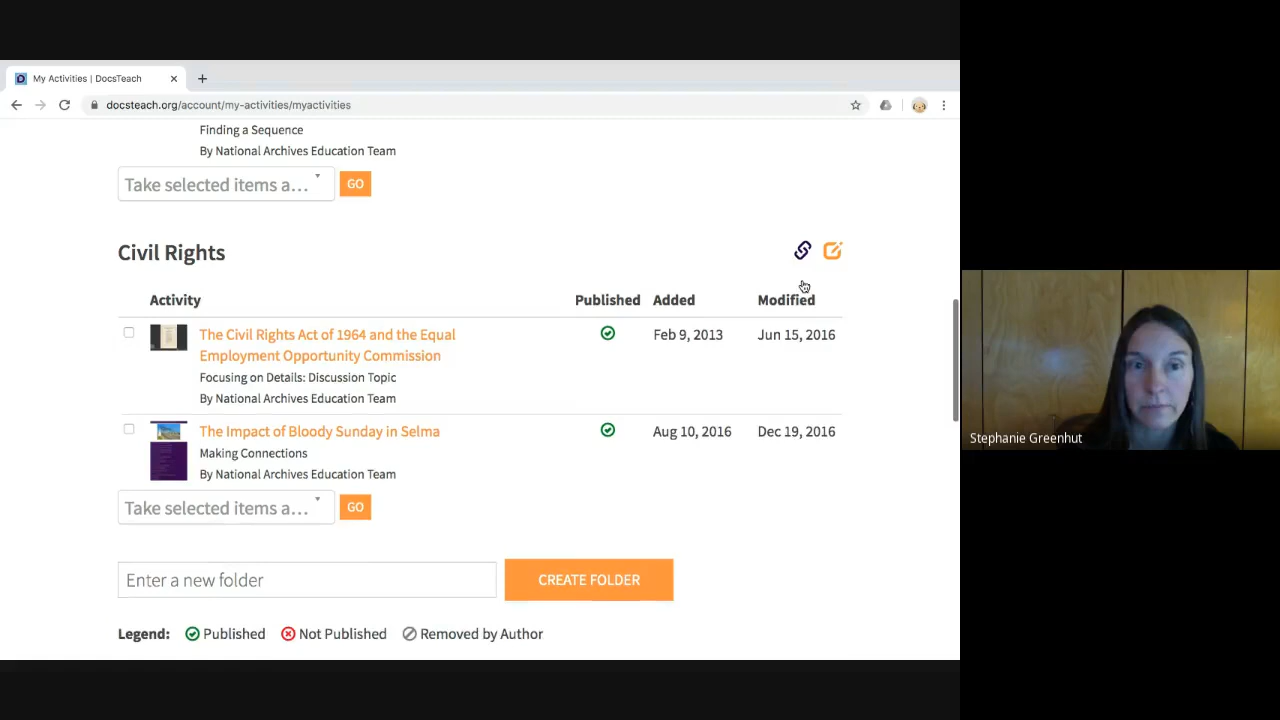 My Activities | DocsTeach
docsteach.org/account/my-activities/myactivities
Finding a Sequence
By National Archives Education Team
Take selected items a...
GO
Civil Rights
Activity Published Added Modified
The Civil Rights Act of 1964 and the Equal Feb 9, 2013 Jun 15, 2016
Employment Opportunity Commission
Focusing on Details: Discussion Topic
By National Archives Education Team
The Impact of Bloody Sunday in Selma Aug 10, 2016 Dec 19, 2016
Making Connections
By National Archives Education Team
Take selected items a...
GO
Enter a new folder
CREATE FOLDER
Legend: Published Not Published Removed by Author
Stephanie Greenhut